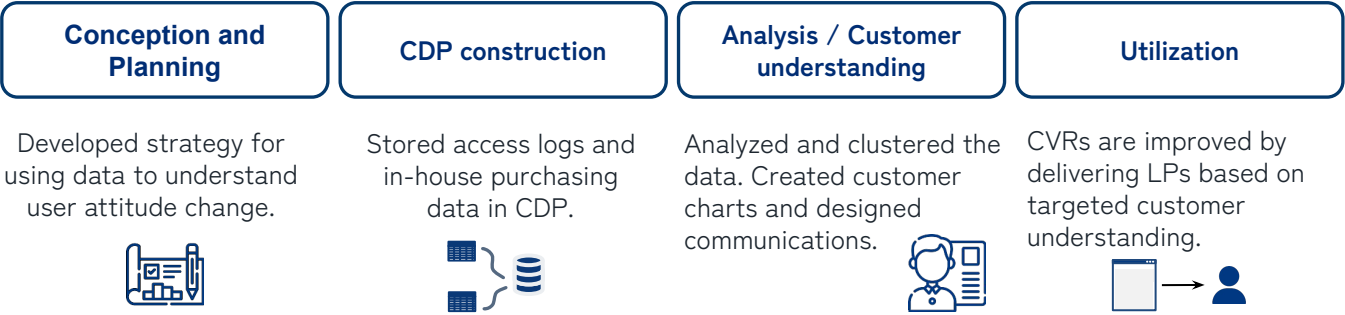 Conception and
Planning
Developed strategy for
using data to understand
user attitude change.
CDP construction
Stored access logs and
in-house purchasing
data in CDP.
Analysis / Customer
understanding
Analyzed and clustered the
data. Created customer
charts and designed
communications.
Utilization
CVRs are improved by
delivering LPs based on
targeted customer
understanding.